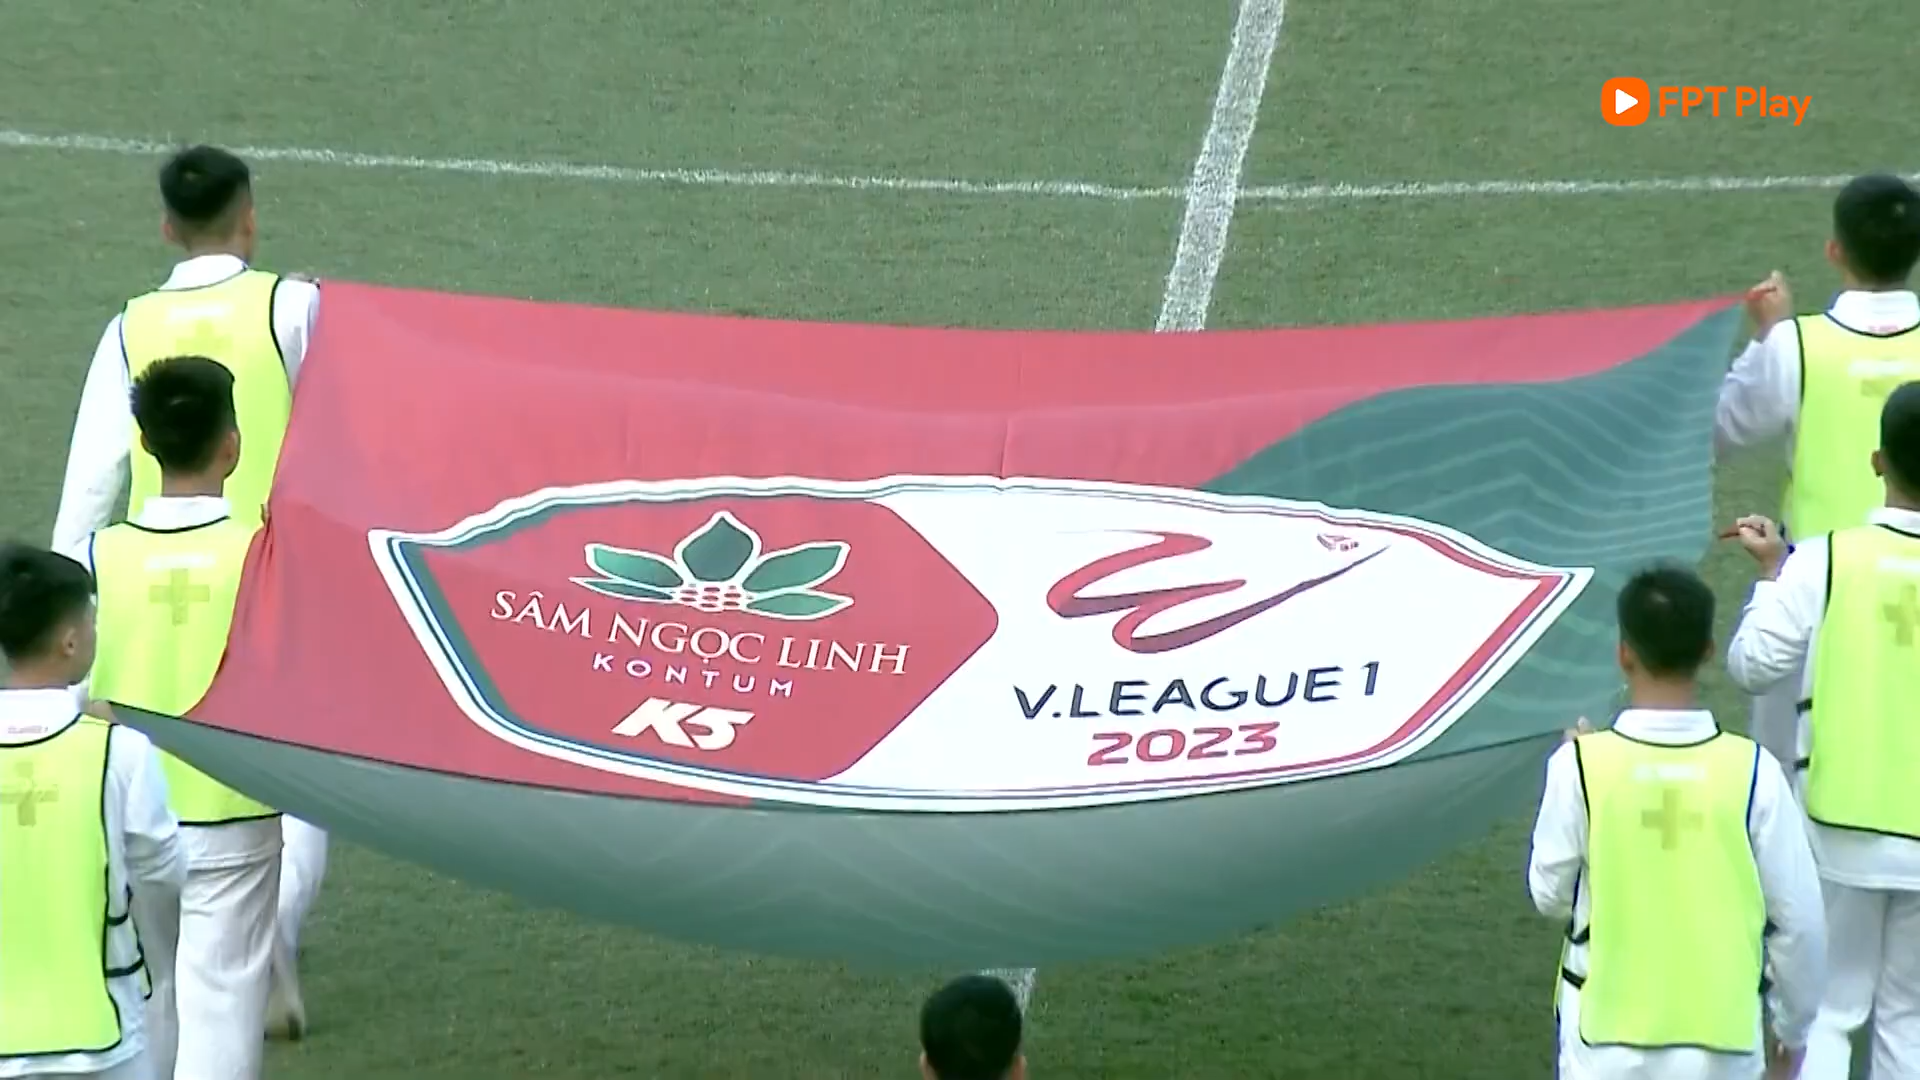 FPT Play
SÂM NGỌC LINH
KONTUM
K5
V.LEAGUE 1
2023